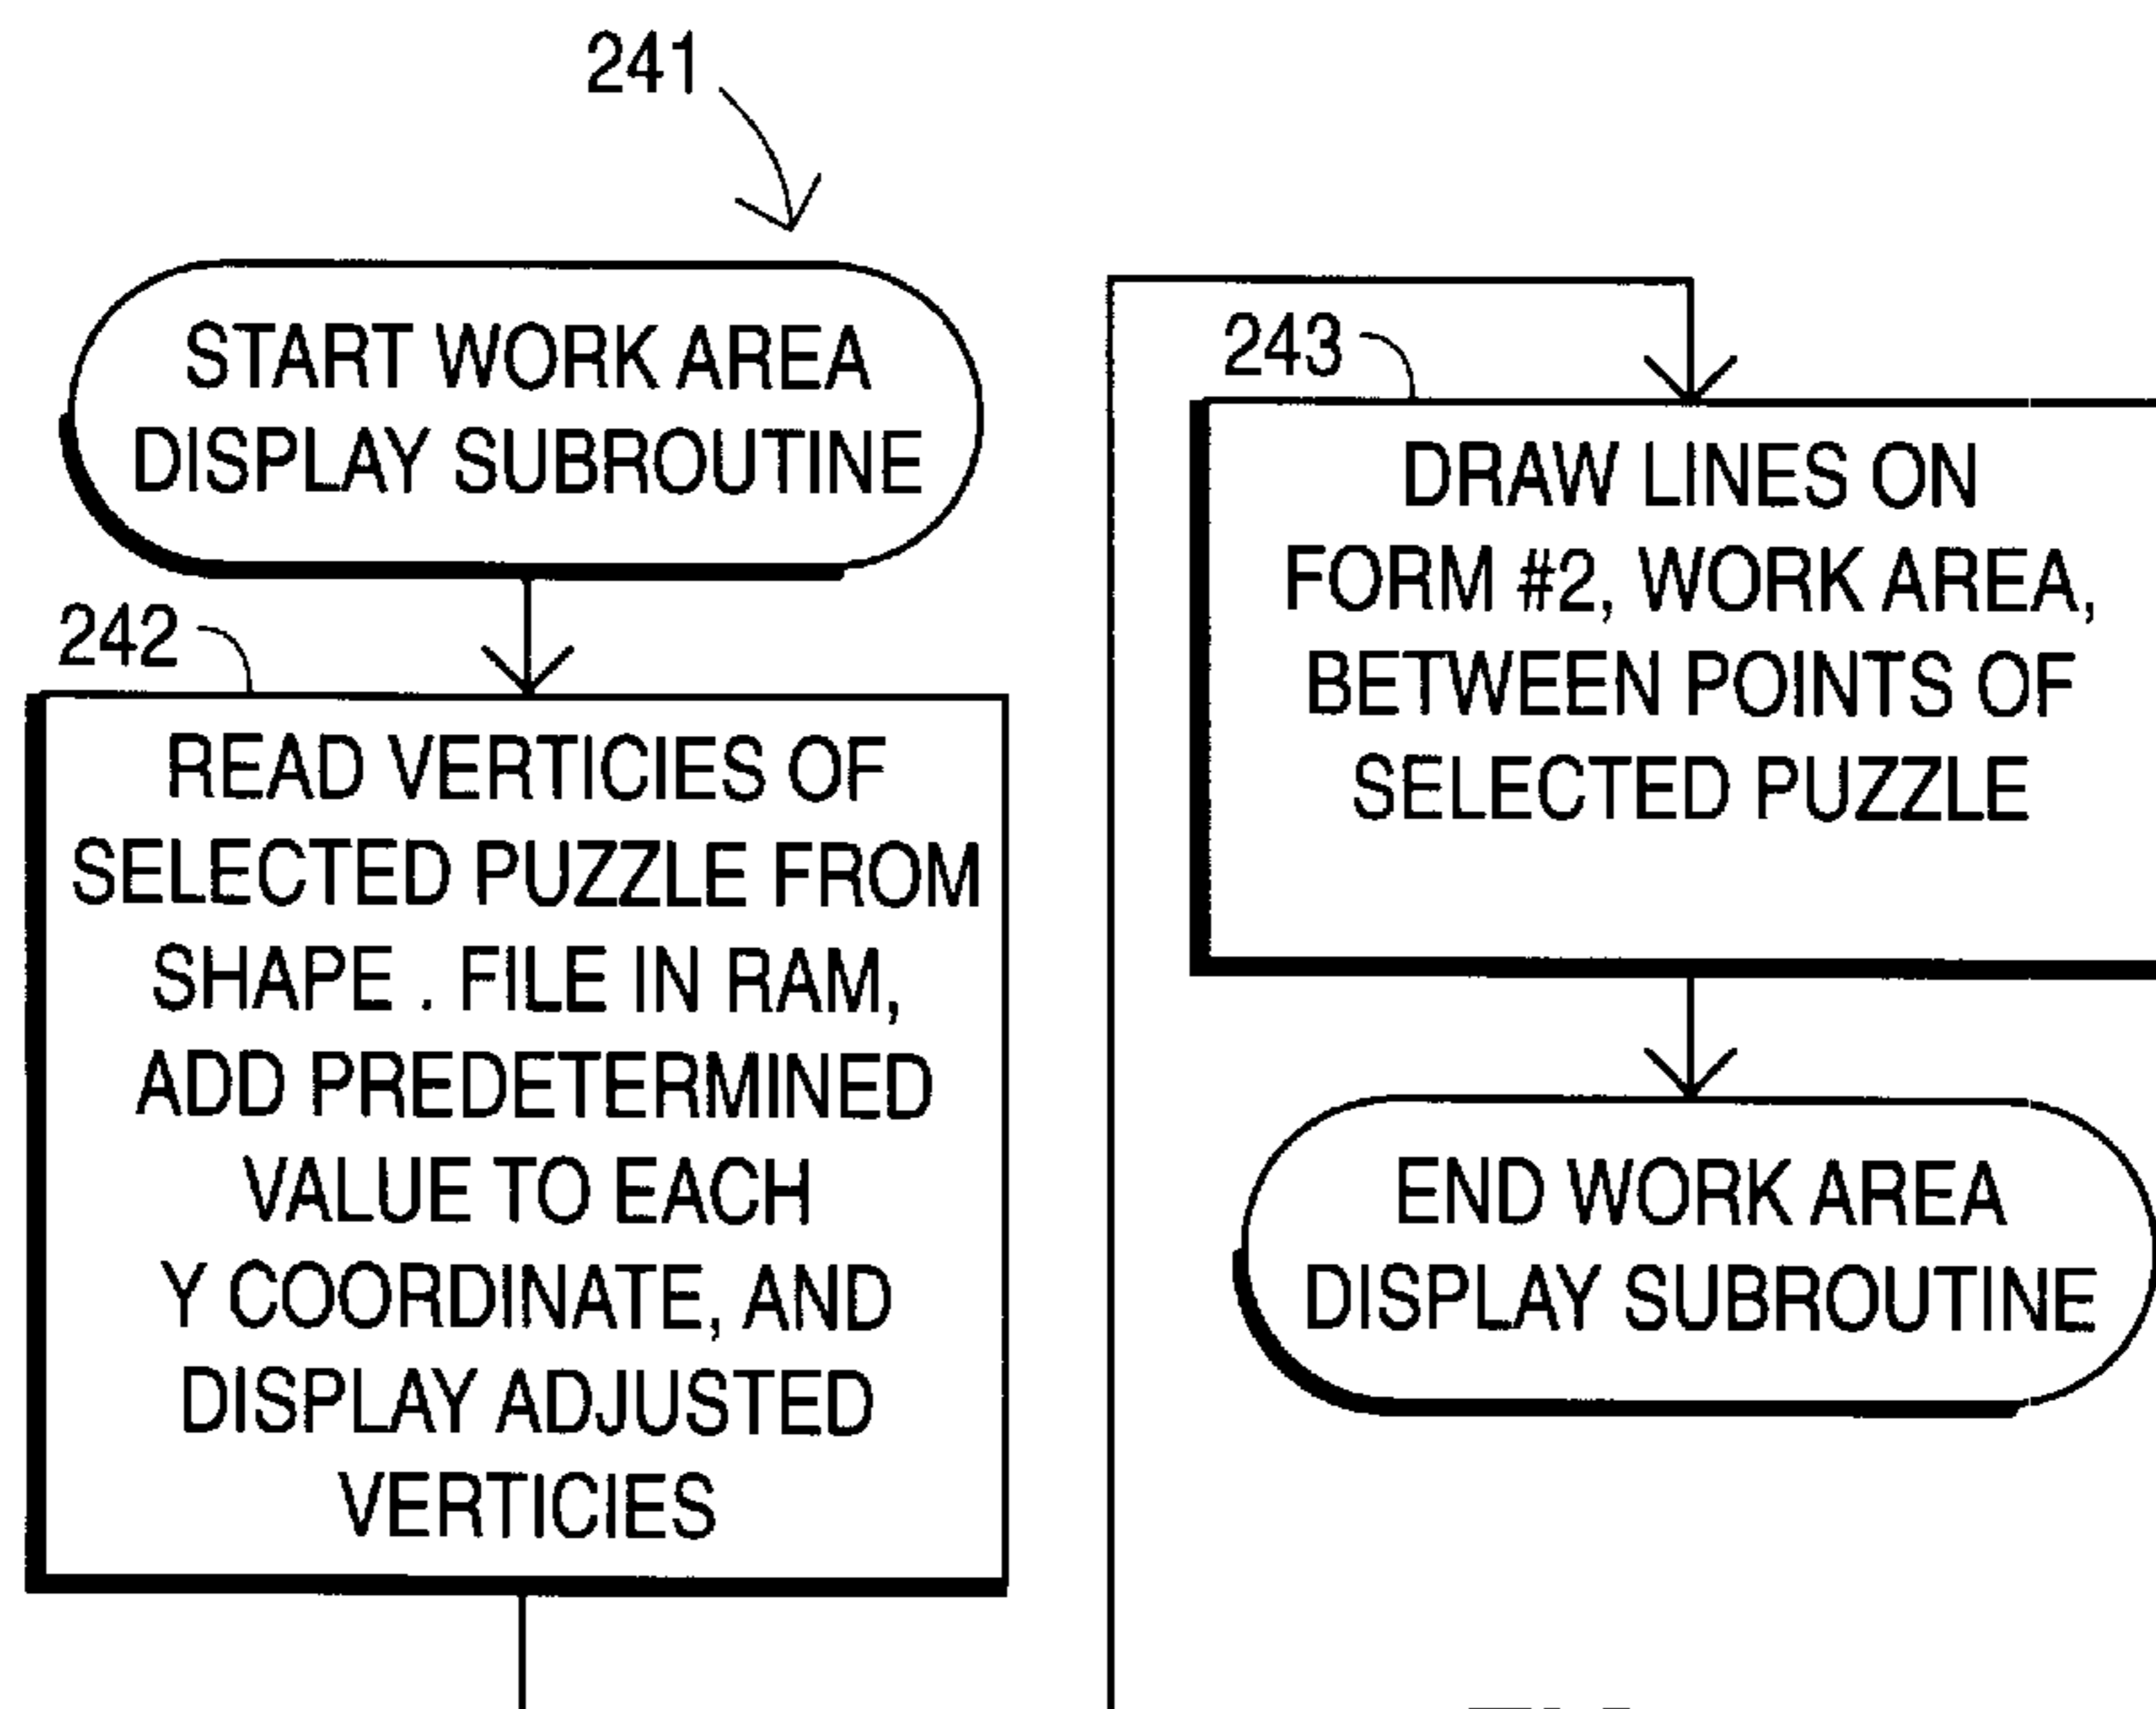 241
START WORK AREA
DISPLAY SUBROUTINE
242
READ VERTICIES OF
SELECTED PUZZLE FROM
SHAPE . FILE IN RAM,
ADD PREDETERMINED
VALUE TO EACH
Y COORDINATE, AND
DISPLAY ADJUSTED
VERTICIES
243
DRAW LINES ON
FORM #2, WORK AREA,
BETWEEN POINTS OF
SELECTED PUZZLE
END WORK AREA
DISPLAY SUBROUTINE